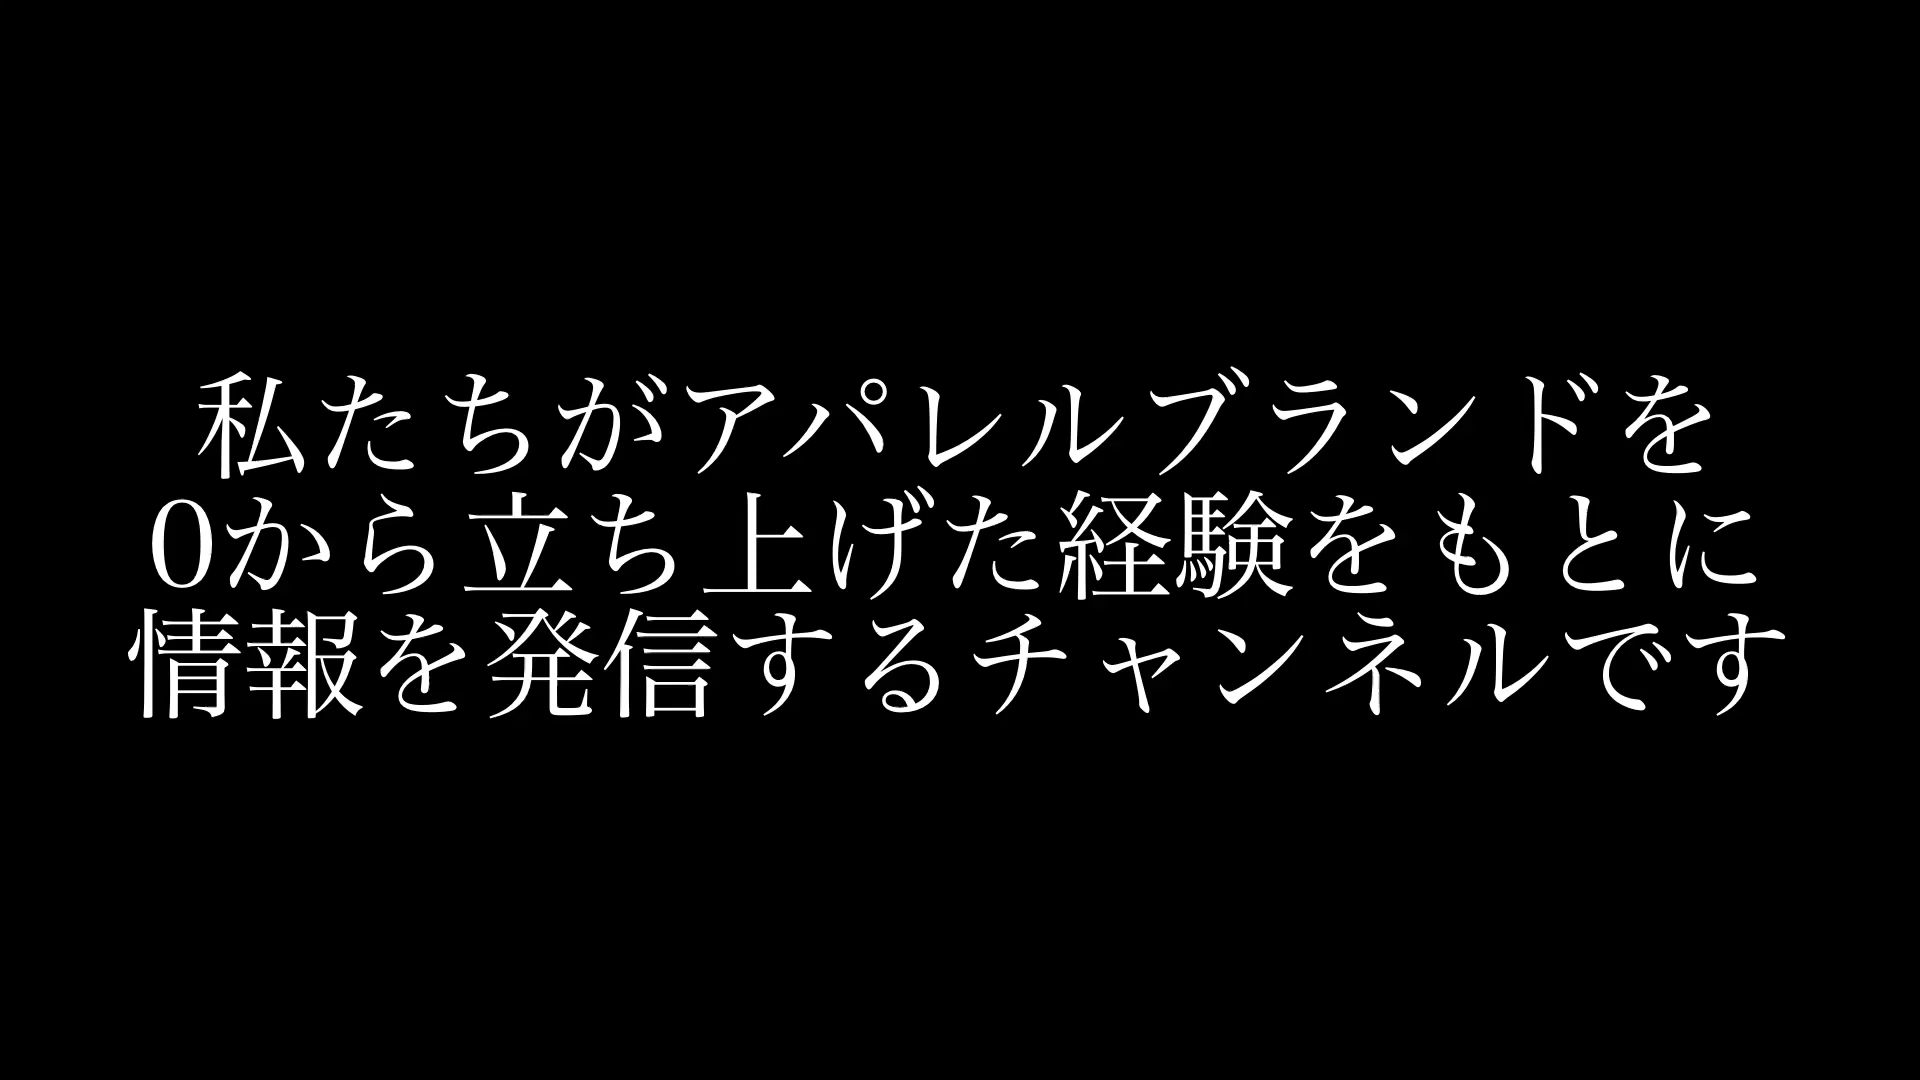 私たちがアパレルブランドを
0から立ち上げた経験をもとに
情報を発信するチャンネルです